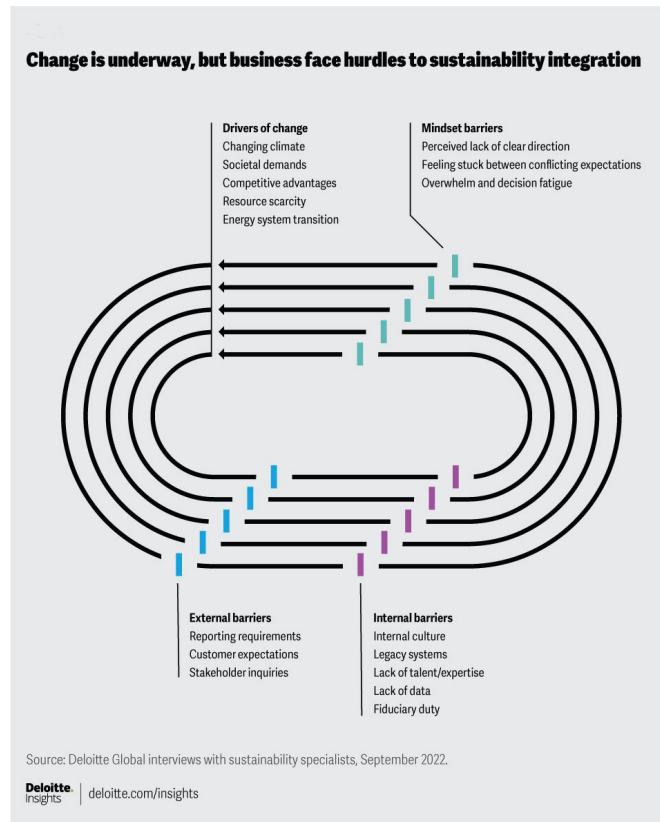 Change is underway, but business face hurdles to sustainability integration
Drivers of change
Changing climate
Societal demands
Competitive advantages
Resource scarcity
Energy system transition
Mindset barriers
Perceived lack of clear direction
Feeling stuck between conflicting expectations
Overwhelm and decision fatigue
External barriers
Reporting requirements
Customer expectations
Stakeholder inquiries
Internal barriers
Internal culture
Legacy systems
Lack of talent/expertise
Lack of data
Fiduciary duty
Source: Deloitte Global interviews with sustainability specialists, September 2022.
Deloitte.
Insights
deloitte.com/insights